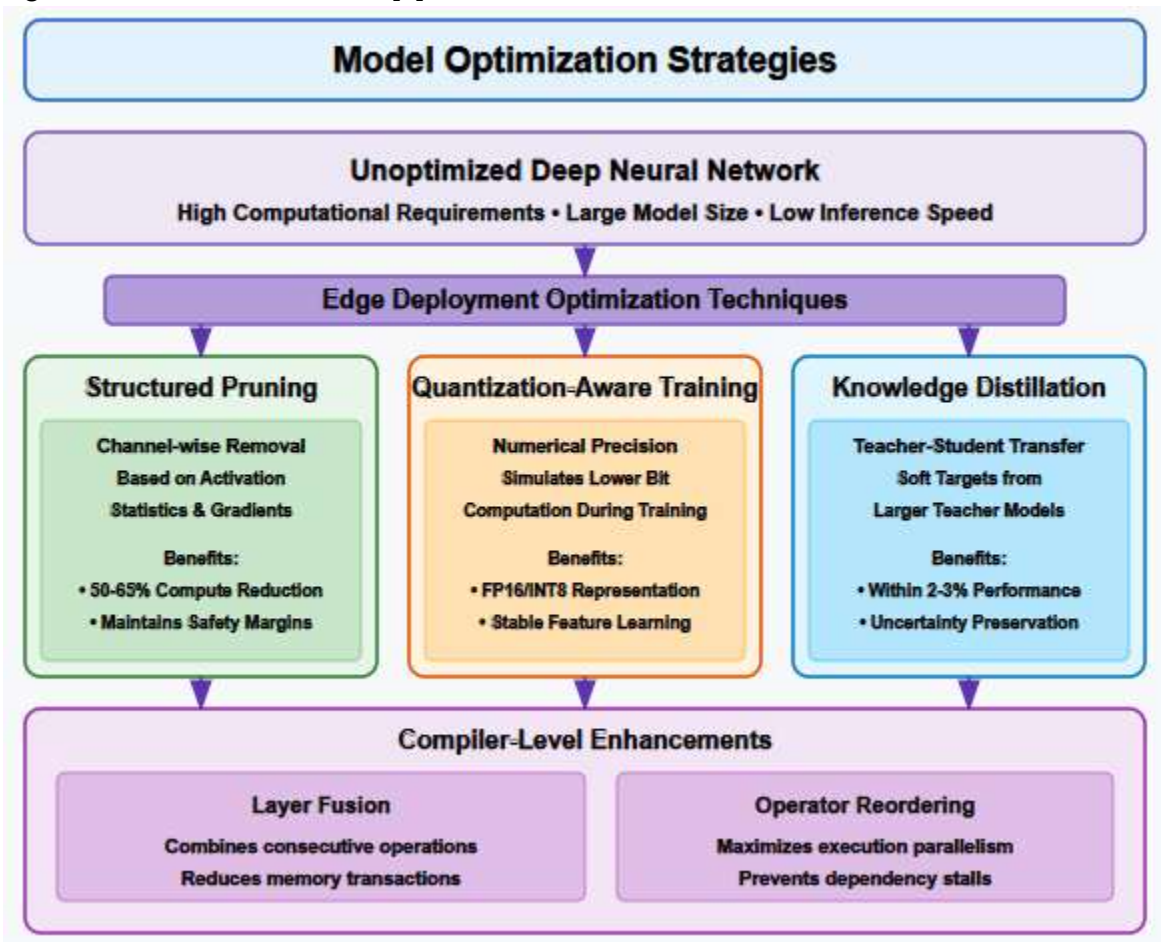 Model Optimization Strategies
Unoptimized Deep Neural Network
High Computational Requirements • Large Model Size • Low Inference Speed
Edge Deployment Optimization Techniques
Structured Pruning
Channel-wise Removal
Based on Activation
Statistics & Gradients
Benefits:
• 50-65% Compute Reduction
• Maintains Safety Margins
Quantization-Aware Training
Numerical Precision
Simulates Lower Bit
Computation During Training
Benefits:
• FP16/INT8 Representation
• Stable Feature Learning
Knowledge Distillation
Teacher-Student Transfer
Soft Targets from
Larger Teacher Models
Benefits:
• Within 2-3% Performance
• Uncertainty Preservation
Compiler-Level Enhancements
Layer Fusion
Combines consecutive operations
Reduces memory transactions
Operator Reordering
Maximizes execution parallelism
Prevents dependency stalls